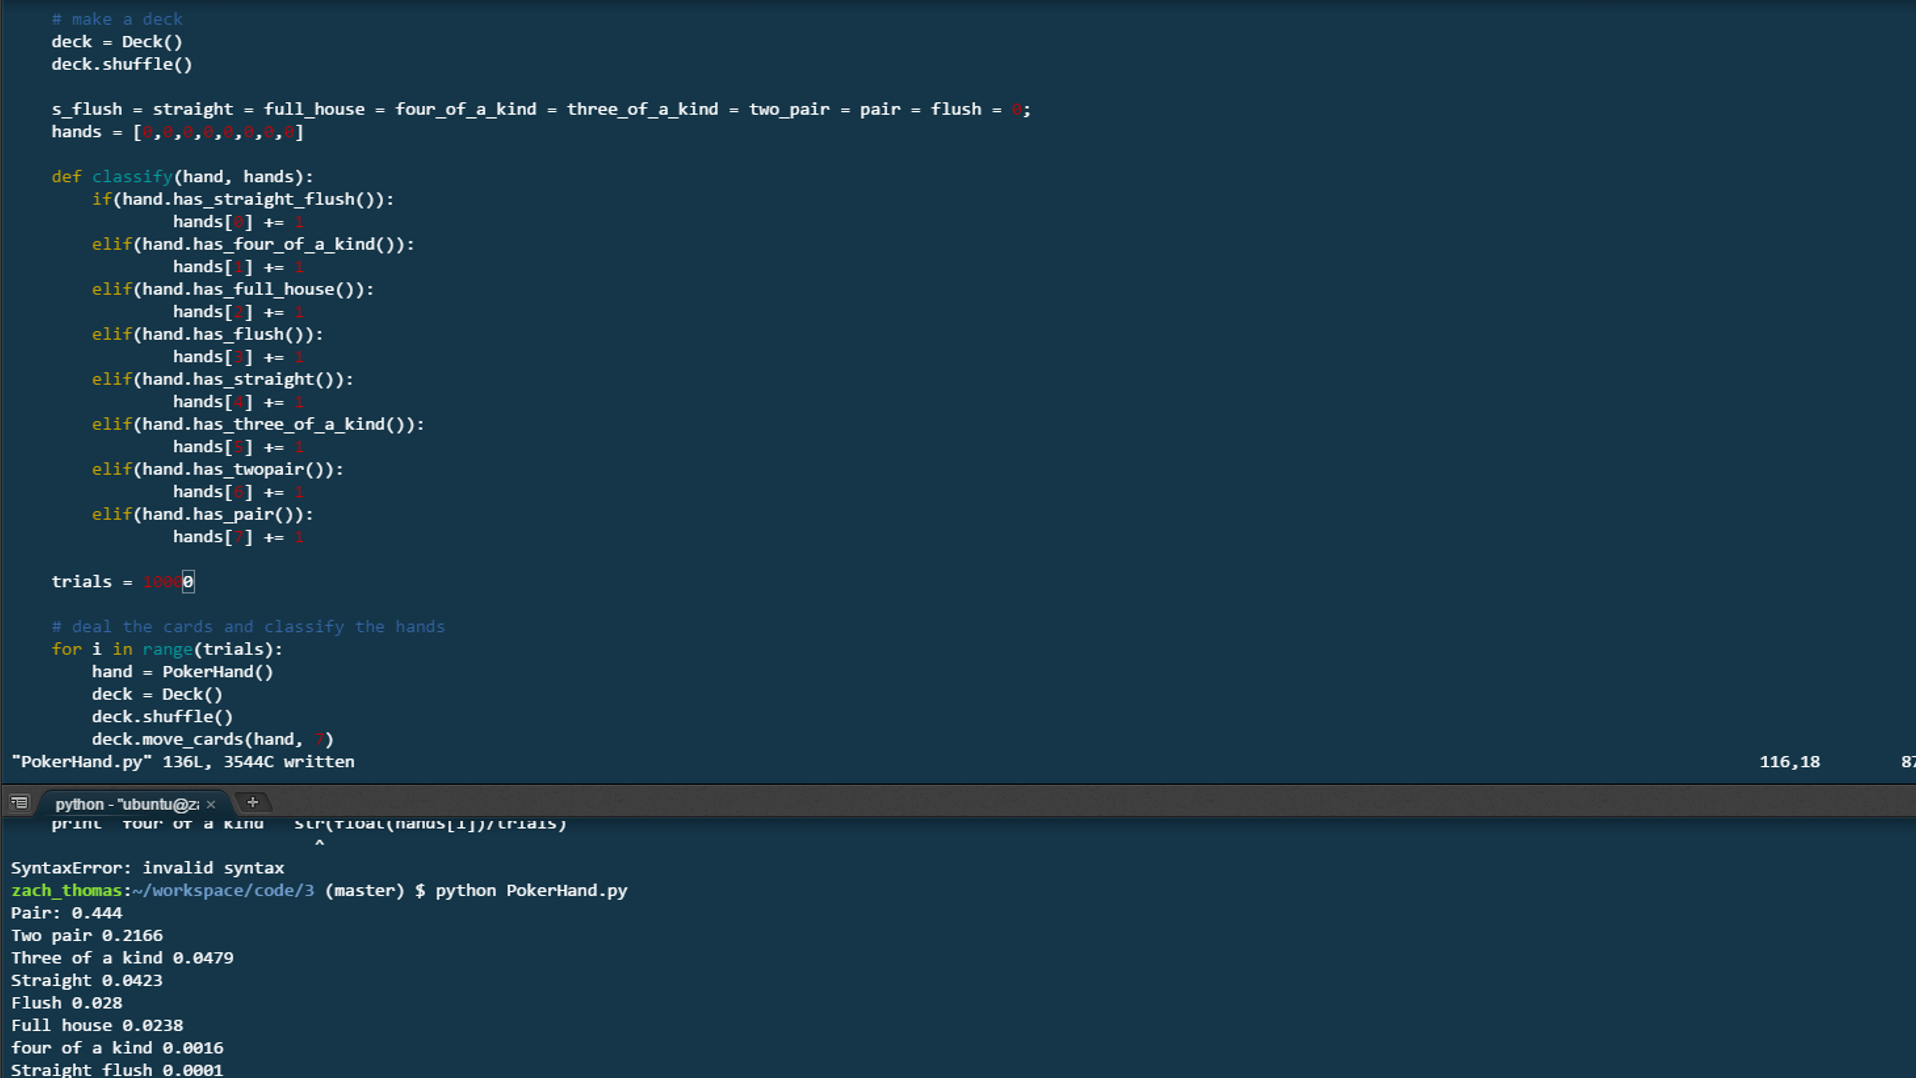 # make a deck
deck = Deck()
deck.shuffle()
s_flush = straight = full_house = four_of_a_kind = three_of_a_kind = two_pair = pair = flush = 0;
hands = [0,0,0,0,0,0,0,0]
def classify(hand, hands):
if(hand.has_straight_flush()):
hands[0] += 1
elif(hand.has_four_of_a_kind()):
hands[1] += 1
elif(hand.has_full_house()):
hands[2] += 1
elif(hand.has_flush()):
hands[3] += 1
elif(hand.has_straight()):
hands[4] += 1
elif(hand.has_three_of_a_kind()):
hands[5] += 1
elif(hand.has_twopair()):
hands[6] += 1
elif(hand.has_pair()):
hands[7] += 1
trials = 10000
# deal the cards and classify the hands
for i in range(trials):
hand = PokerHand()
deck = Deck()
deck.shuffle()
deck.move_cards(hand, 7)
"PokerHand.py" 136L, 3544C written 116,18 87
python - "ubuntu@za × +
print four of a kind str(float(hands[1])/trials)
^
SyntaxError: invalid syntax
zach_thomas:~/workspace/code/3 (master) $ python PokerHand.py
Pair: 0.444
Two pair 0.2166
Three of a kind 0.0479
Straight 0.0423
Flush 0.028
Full house 0.0238
four of a kind 0.0016
Straight flush 0.0001